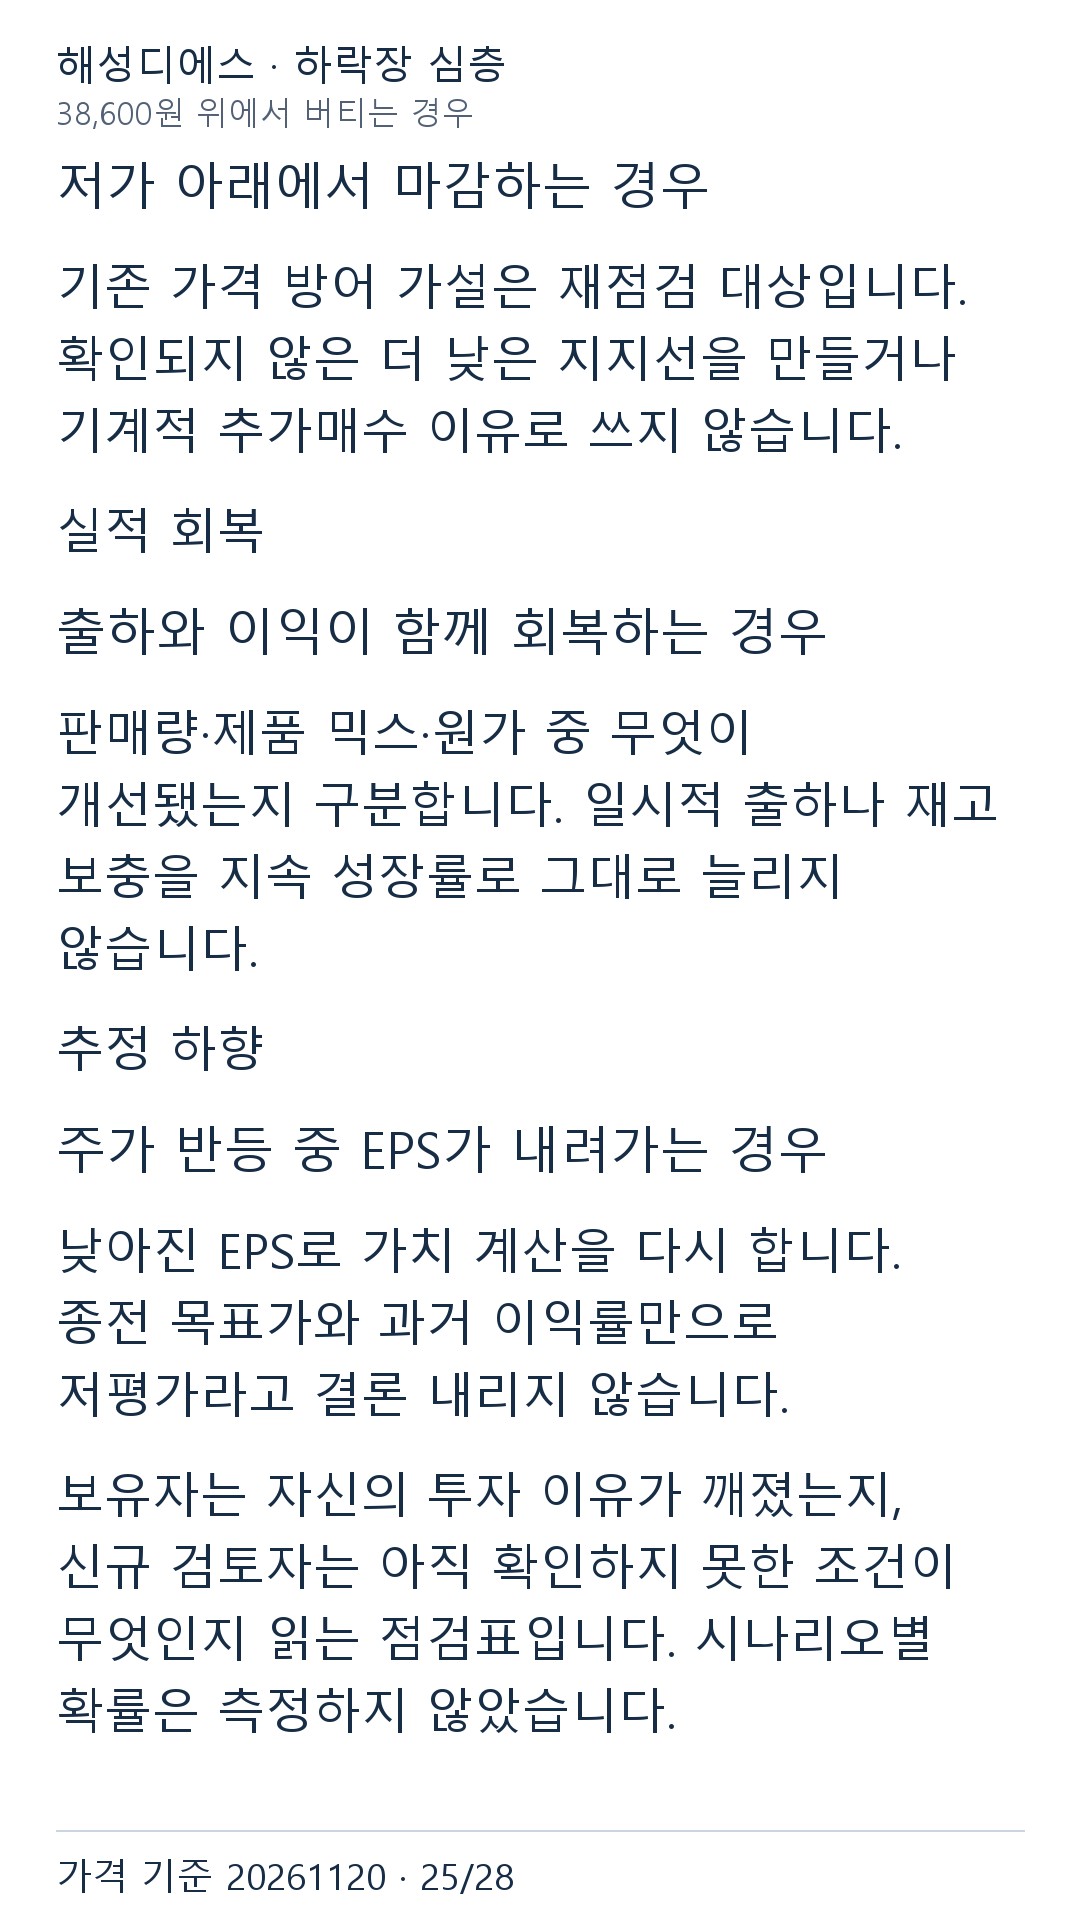 해성디에스 · 하락장 심층
38,600원 위에서 버티는 경우
저가 아래에서 마감하는 경우
기존 가격 방어 가설은 재점검 대상입니다.
확인되지 않은 더 낮은 지지선을 만들거나
기계적 추가매수 이유로 쓰지 않습니다.
실적 회복
출하와 이익이 함께 회복하는 경우
판매량·제품 믹스·원가 중 무엇이
개선됐는지 구분합니다. 일시적 출하나 재고
보충을 지속 성장률로 그대로 늘리지
않습니다.
추정 하향
주가 반등 중 EPS가 내려가는 경우
낮아진 EPS로 가치 계산을 다시 합니다.
종전 목표가와 과거 이익률만으로
저평가라고 결론 내리지 않습니다.
보유자는 자신의 투자 이유가 깨졌는지,
신규 검토자는 아직 확인하지 못한 조건이
무엇인지 읽는 점검표입니다. 시나리오별
확률은 측정하지 않았습니다.
가격 기준 20261120 · 25/28